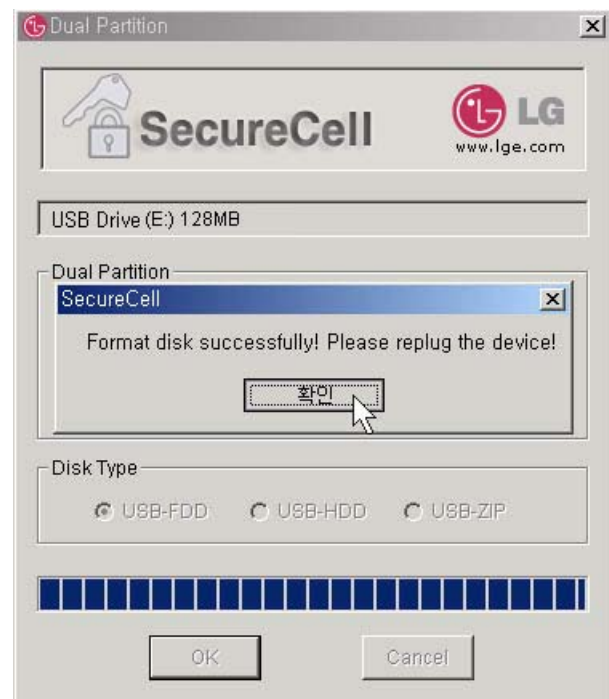 Dual Partition
SecureCell
LG
www.lge.com
USB Drive (E:) 128MB
Dual Partition
SecureCell
Format disk successfully! Please replug the device!
확인
Disk Type
USB-FDD USB-HDD USB-ZIP
OK Cancel